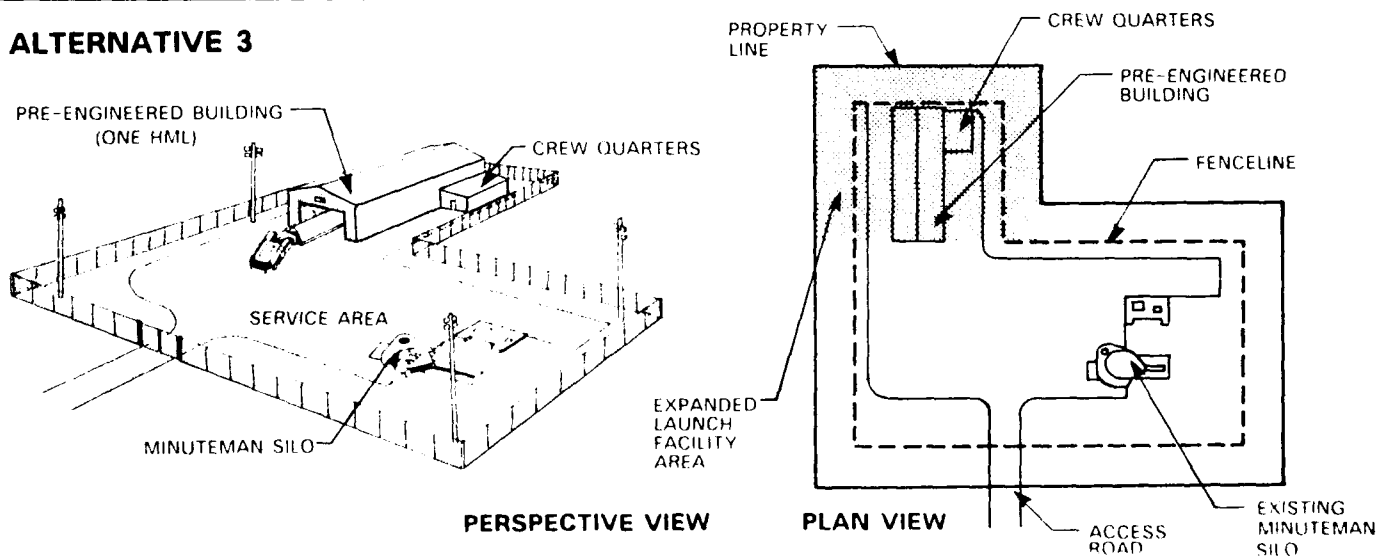 ALTERNATIVE 3
PRE-ENGINEERED BUILDING
(ONE HML)
CREW QUARTERS
SERVICE AREA
MINUTEMAN SILO
PERSPECTIVE VIEW
PROPERTY
LINE
CREW QUARTERS
PRE-ENGINEERED
BUILDING
FENCELINE
EXPANDED
LAUNCH
FACILITY
AREA
PLAN VIEW
ACCESS
ROAD
EXISTING
MINUTEMAN
SILO